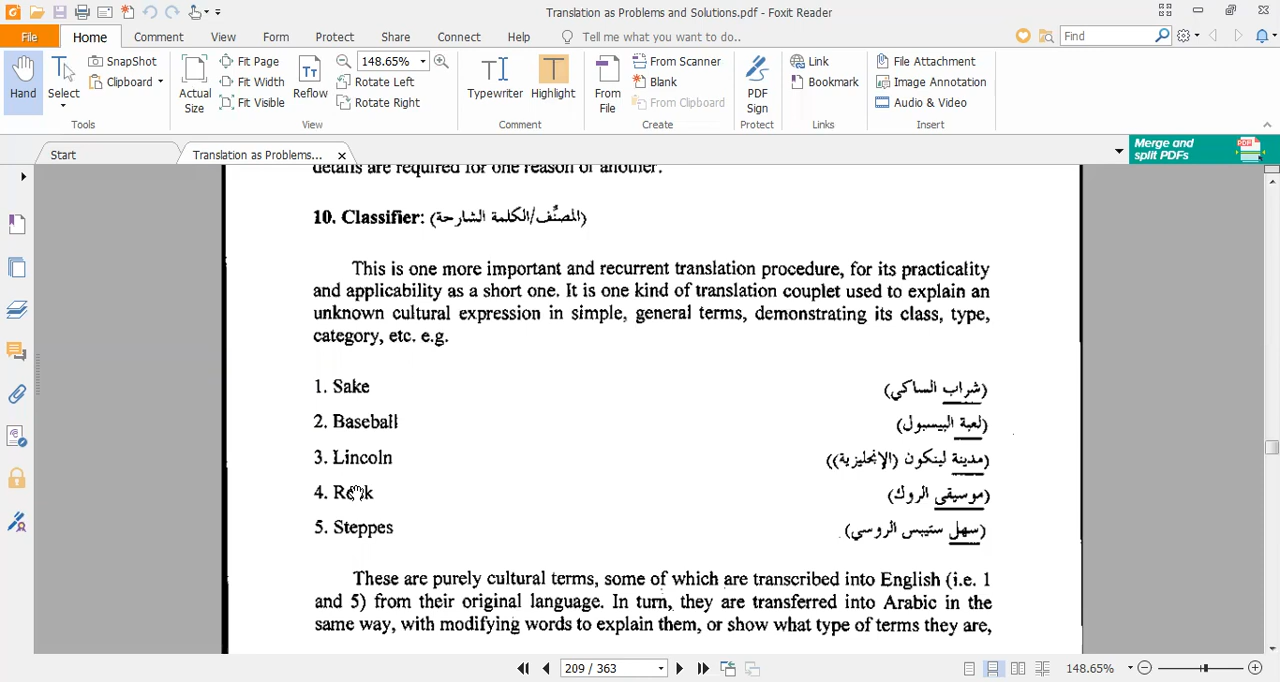 Translation as Problems and Solutions.pdf - Foxit Reader
File Home Comment View Form Protect Share Connect Help Tell me what you want to do.. Find
Hand
Select
SnapShot
Clipboard
Actual Size
Fit Page
Fit Width
Fit Visible
Reflow
148.65%
Rotate Left
Rotate Right
Typewriter
Highlight
From File
From Scanner
Blank
From Clipboard
PDF Sign
Link
Bookmark
File Attachment
Image Annotation
Audio & Video
Tools View Comment Create Protect Links Insert
Start Translation as Problems... Merge and split PDFs
details are required for one reason or another.
10. Classifier: (المصنِّف/الكلمة الشارحة)
This is one more important and recurrent translation procedure, for its practicality
and applicability as a short one. It is one kind of translation couplet used to explain an
unknown cultural expression in simple, general terms, demonstrating its class, type,
category, etc. e.g.
1. Sake (شراب الساكي)
2. Baseball (لعبة البيسبول)
3. Lincoln (مدينة لينكون (الإنجليزية))
4. Rock (موسيقى الروك)
5. Steppes (سهل ستيبس الروسي)
These are purely cultural terms, some of which are transcribed into English (i.e. 1
and 5) from their original language. In turn, they are transferred into Arabic in the
same way, with modifying words to explain them, or show what type of terms they are,
209 / 363 148.65%